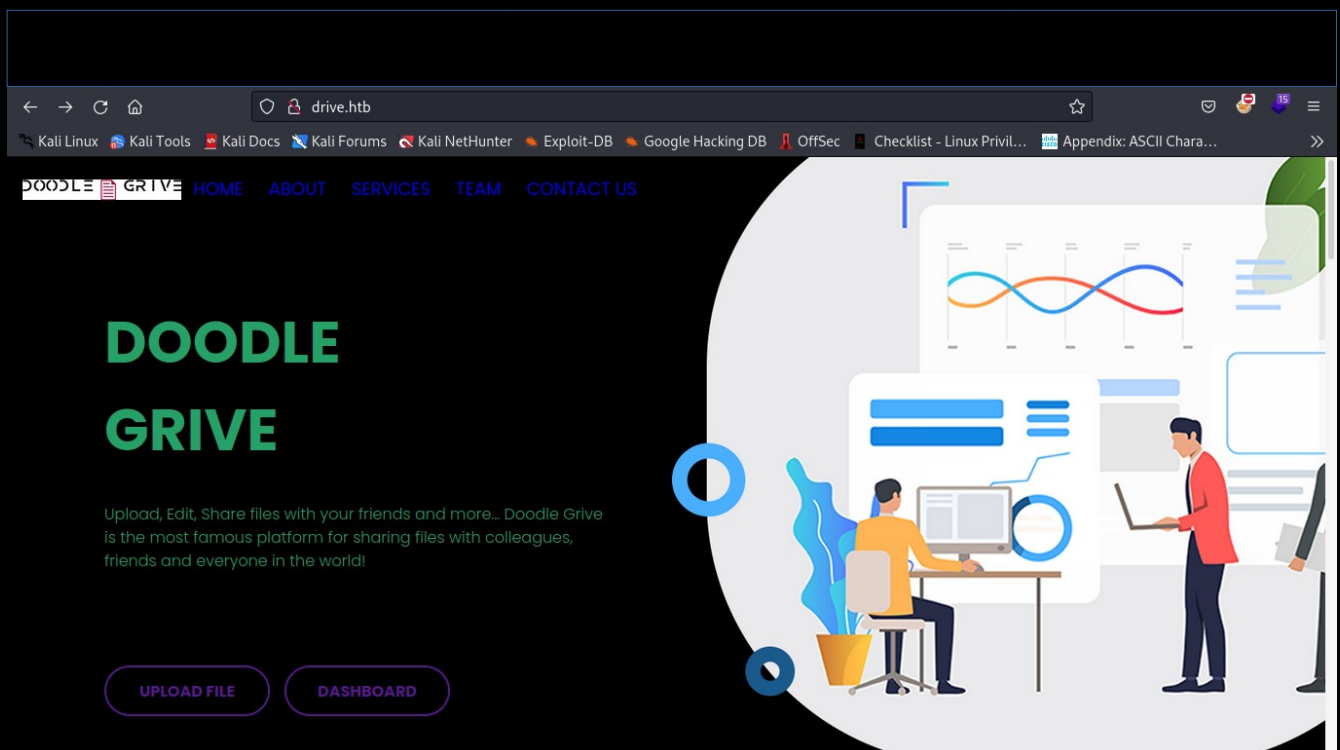 drive.htb
15
Kali Linux Kali Tools Kali Docs Kali Forums Kali NetHunter Exploit-DB Google Hacking DB OffSec Checklist - Linux Privil… Appendix: ASCII Chara…
DOODLE GRIVE HOME ABOUT SERVICES TEAM CONTACT US
DOODLE
GRIVE
Upload, Edit, Share files with your friends and more... Doodle Grive
is the most famous platform for sharing files with colleagues,
friends and everyone in the world!
UPLOAD FILE DASHBOARD